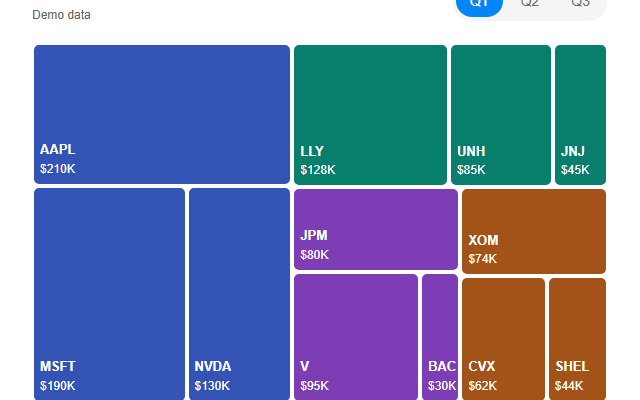 Q1 Q2 Q3
Demo data
AAPL
$210K
LLY
$128K
UNH
$85K
JNJ
$45K
JPM
$80K
XOM
$74K
MSFT
$190K
NVDA
$130K
V
$95K
BAC
$30K
CVX
$62K
SHEL
$44K